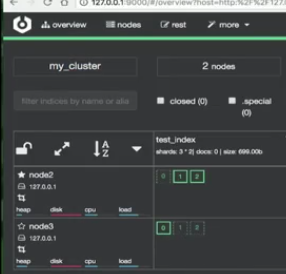 127.0.0.1:9000/#/overview?host=http:%2F%2F127.
overview nodes rest more
my_cluster 2 nodes
filter indices by name or alia closed (0) .special (0)
test_index
shards: 3 * 2| docs: 0 | size: 699.00b
node2 0 1 2
127.0.0.1
heap disk cpu load
node3 0 1 2
127.0.0.1
heap disk cpu load